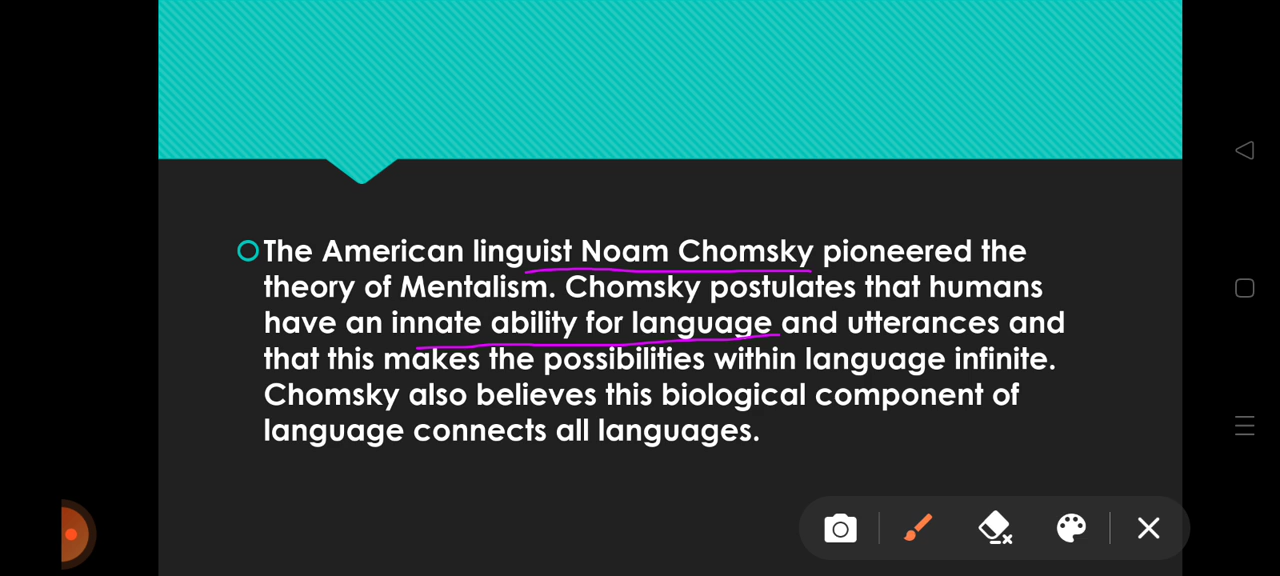 The American linguist Noam Chomsky pioneered the
theory of Mentalism. Chomsky postulates that humans
have an innate ability for language and utterances and
that this makes the possibilities within language infinite.
Chomsky also believes this biological component of
language connects all languages.